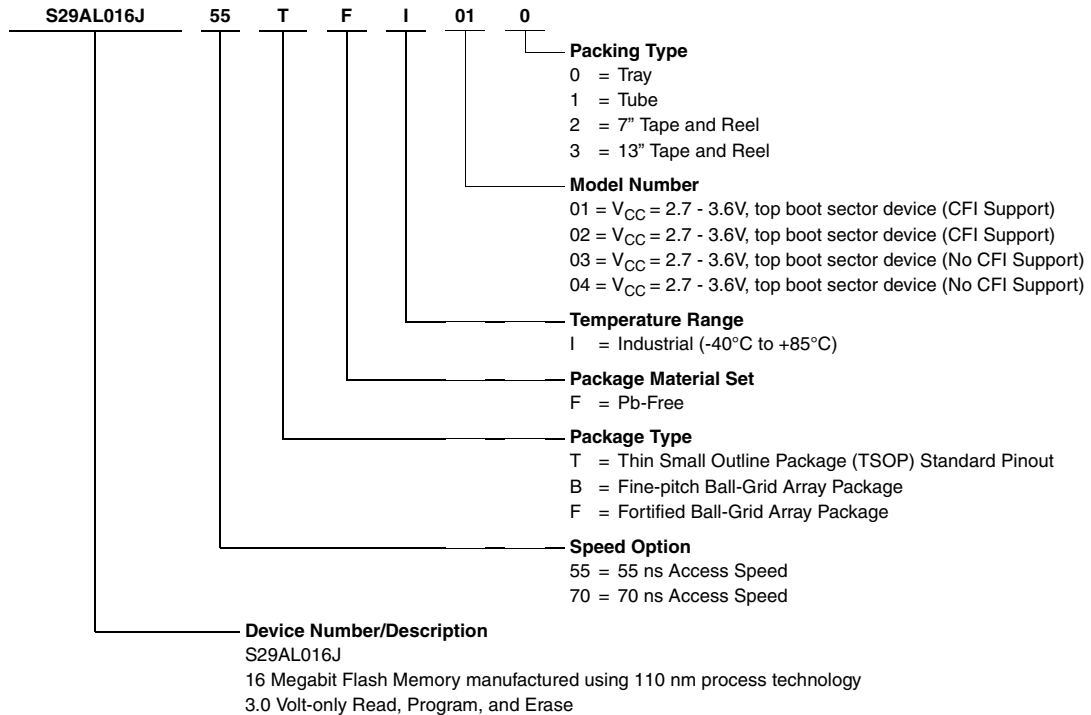 S29AL016J 55 T F I 01 0
Packing Type
0 = Tray
1 = Tube
2 = 7” Tape and Reel
3 = 13” Tape and Reel
Model Number
01 = VCC = 2.7 - 3.6V, top boot sector device (CFI Support)
02 = VCC = 2.7 - 3.6V, top boot sector device (CFI Support)
03 = VCC = 2.7 - 3.6V, top boot sector device (No CFI Support)
04 = VCC = 2.7 - 3.6V, top boot sector device (No CFI Support)
Temperature Range
I = Industrial (-40°C to +85°C)
Package Material Set
F = Pb-Free
Package Type
T = Thin Small Outline Package (TSOP) Standard Pinout
B = Fine-pitch Ball-Grid Array Package
F = Fortified Ball-Grid Array Package
Speed Option
55 = 55 ns Access Speed
70 = 70 ns Access Speed
Device Number/Description
S29AL016J
16 Megabit Flash Memory manufactured using 110 nm process technology
3.0 Volt-only Read, Program, and Erase